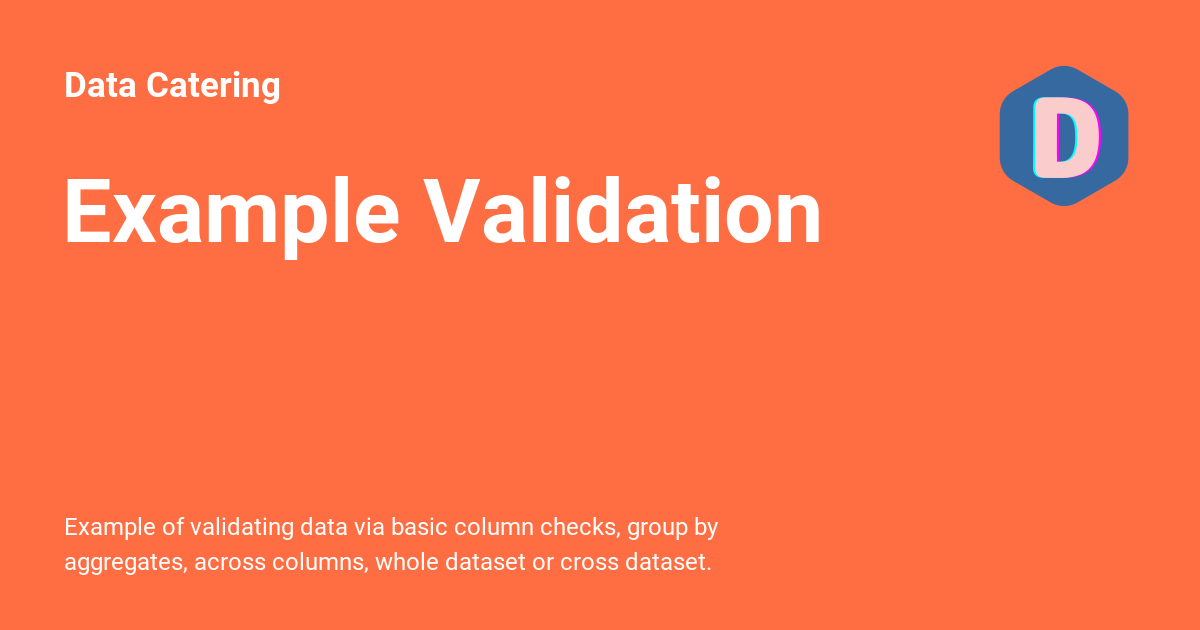 Data Catering
D
Example Validation
Example of validating data via basic column checks, group by
aggregates, across columns, whole dataset or cross dataset.